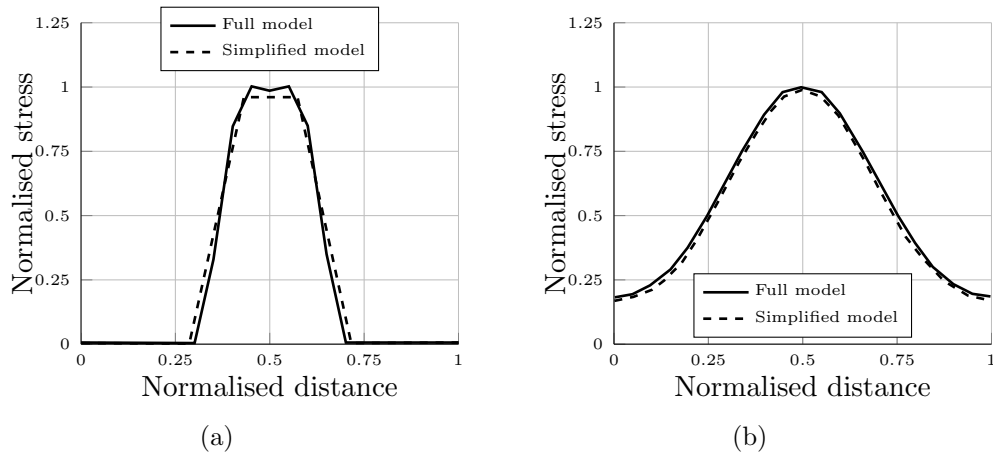 1.25
1
0.75
0.5
0.25
0
Normalised stress
Full model
Simplified model
0
0.25
0.5
0.75
1
Normalised distance
(a)
1.25
1
0.75
0.5
0.25
0
Normalised stress
Full model
Simplified model
0
0.25
0.5
0.75
1
Normalised distance
(b)